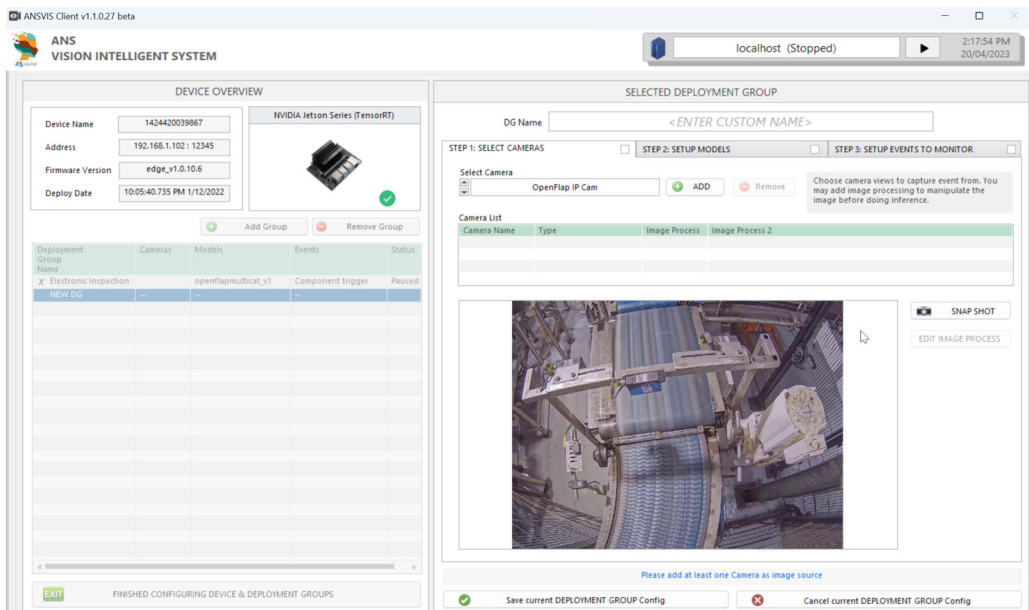 ANSVIS Client v1.1.0.27 beta
ANS
VISION INTELLIGENT SYSTEM
localhost (Stopped)
2:17:54 PM
20/04/2023
DEVICE OVERVIEW
Device Name
1424420039867
Address
192.168.1.102 : 12345
Firmware Version
edge_v1.0.10.6
Deploy Date
10:05:40.735 PM 1/12/2022
NVIDIA Jetson Series (TensorRT)
Add Group
Remove Group
Deployment Group Name
Cameras
Models
Events
Status
X Electronic Inspection
openflapmulticat_v1
Component trigger
Paused
NEW DG
--
--
--
EXIT
FINISHED CONFIGURING DEVICE & DEPLOYMENT GROUPS
SELECTED DEPLOYMENT GROUP
DG Name
<ENTER CUSTOM NAME>
STEP 1: SELECT CAMERAS
STEP 2: SETUP MODELS
STEP 3: SETUP EVENTS TO MONITOR
Select Camera
OpenFlap IP Cam
ADD
Remove
Choose camera views to capture event from. You
may add image processing to manipulate the
image before doing inference.
Camera List
Camera Name
Type
Image Process
Image Process 2
SNAP SHOT
EDIT IMAGE PROCESS
Please add at least one Camera as image source
Save current DEPLOYMENT GROUP Config
Cancel current DEPLOYMENT GROUP Config